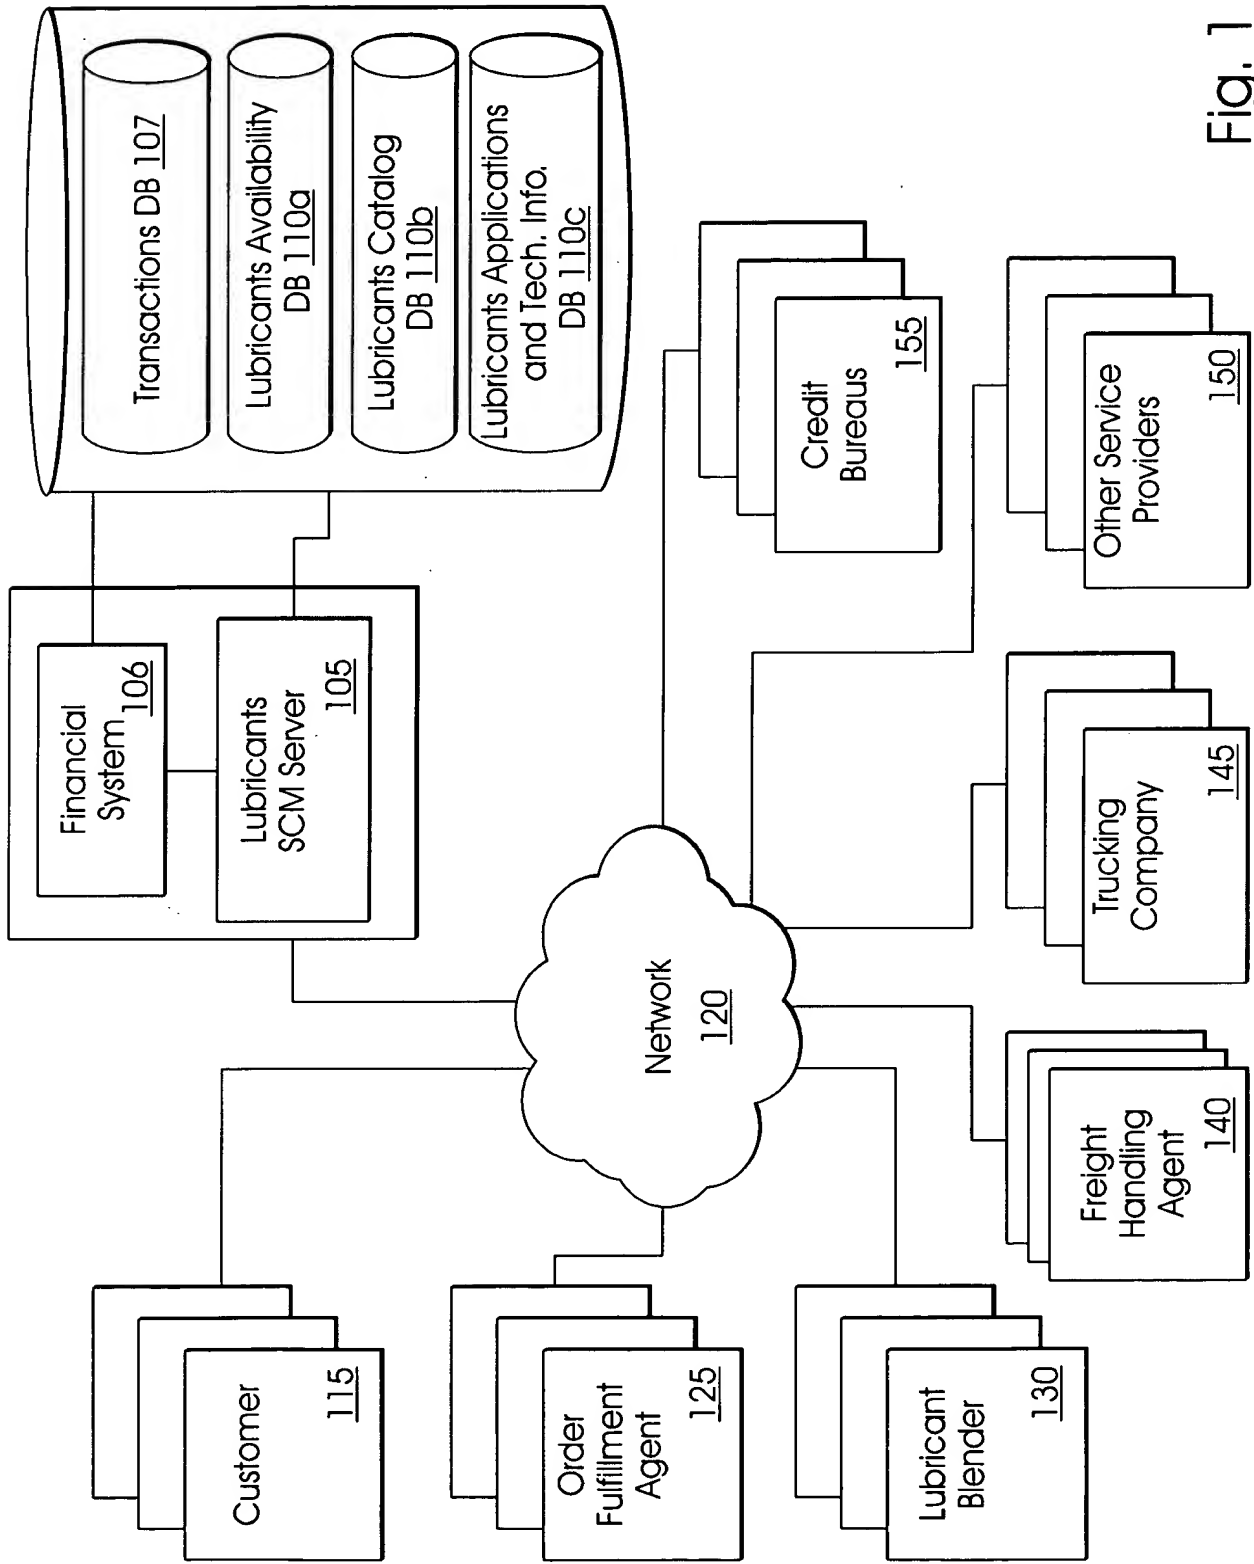 Customer
115
Order
Fulfillment
Agent
125
Lubricant
Blender
130
Financial
System
106
Lubricants
SCM Server
105
Network
120
Freight
Handling
Agent
140
Trucking
Company
145
Transactions DB 107
Lubricants Availability
DB 110a
Lubricants Catalog
DB 110b
Lubricants Applications
and Tech. Info.
DB 110c
Credit
Bureaus
155
Other Service
Providers
150
Fig. 1